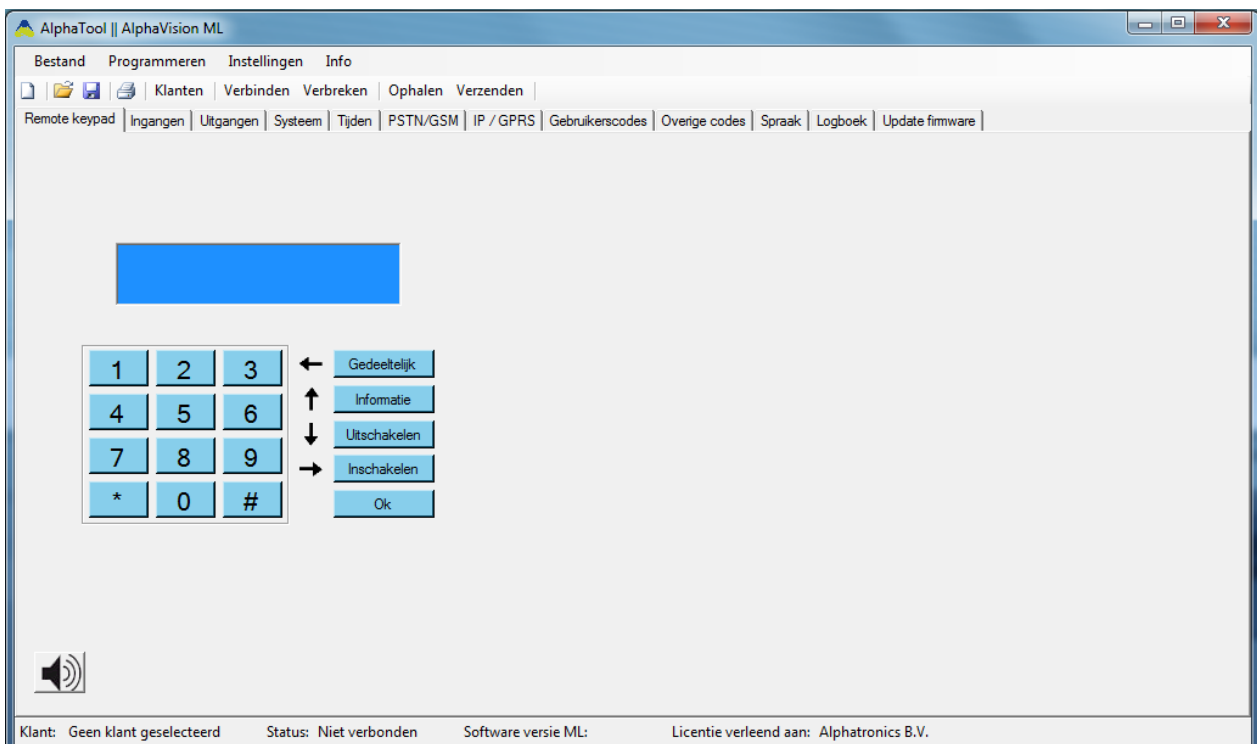 AlphaTool || AlphaVision ML
Bestand Programmeren Instellingen Info
Klanten Verbinden Verbreken Ophalen Verzenden
Remote keypad Ingangen Uitgangen Systeem Tijden PSTN/GSM IP / GPRS Gebruikerscodes Overige codes Spraak Logboek Update firmware
1 2 3 Gedeeltelijk
4 5 6 Informatie
Uitschakelen
7 8 9 Inschakelen
* 0 # Ok
Klant: Geen klant geselecteerd Status: Niet verbonden Software versie ML: Licentie verleend aan: Alphatronics B.V.